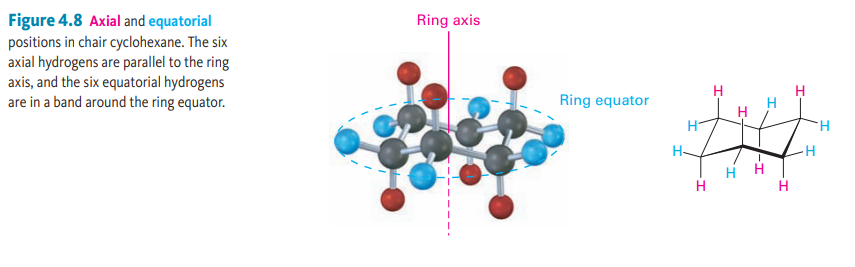 Figure 4.8 Axial and equatorial
positions in chair cyclohexane. The six
axial hydrogens are parallel to the ring
axis, and the six equatorial hydrogens
are in a band around the ring equator.
Ring axis
Ring equator
H
H
H
H
H
H
H
H
H
H
H
H